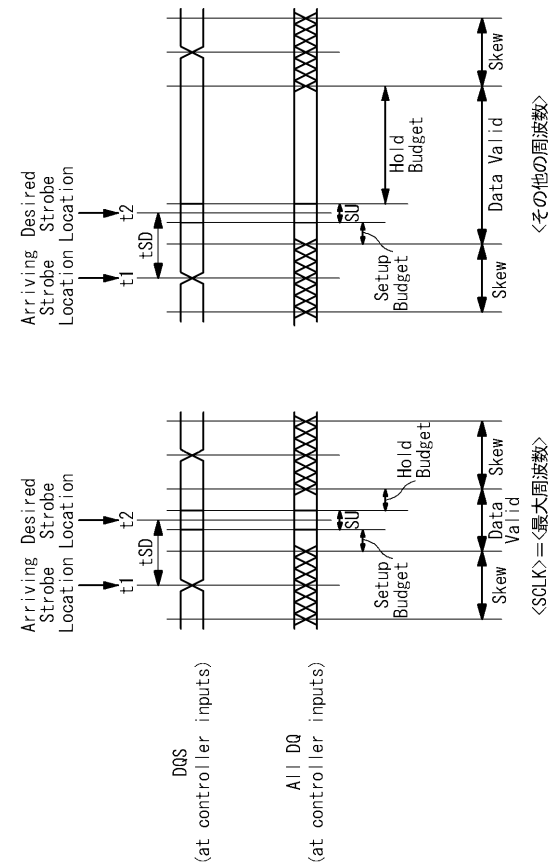 DQS
(at controller inputs)
All DQ
(at controller inputs)
Arriving
Strobe
Location
Desired
Strobe
Location
t1
t2
tSD
Setup
Budget
SU
Hold
Budget
Skew
Data
Valid
Skew
<SCLK>=<最大周波数>
Arriving
Strobe
Location
Desired
Strobe
Location
t1
t2
tSD
Setup
Budget
SU
Hold
Budget
Skew
Data Valid
Skew
<その他の周波数>